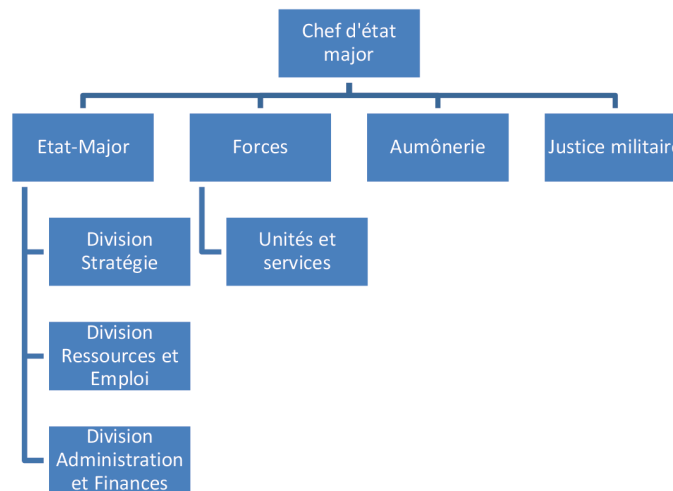 Chef d'état
major
Etat-Major
Forces
Aumônerie
Justice militaire
Division
Stratégie
Unités et
services
Division
Ressources et
Emploi
Division
Administration
et Finances